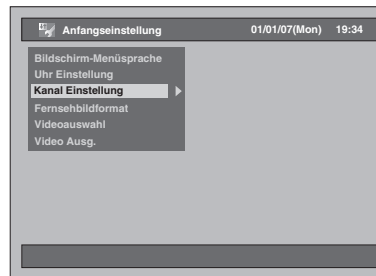 Anfangseinstellung 01/01/07(Mon) 19:34
Bildschirm-Menüsprache
Uhr Einstellung
Kanal Einstellung
Fernsehbildformat
Videoauswahl
Video Ausg.